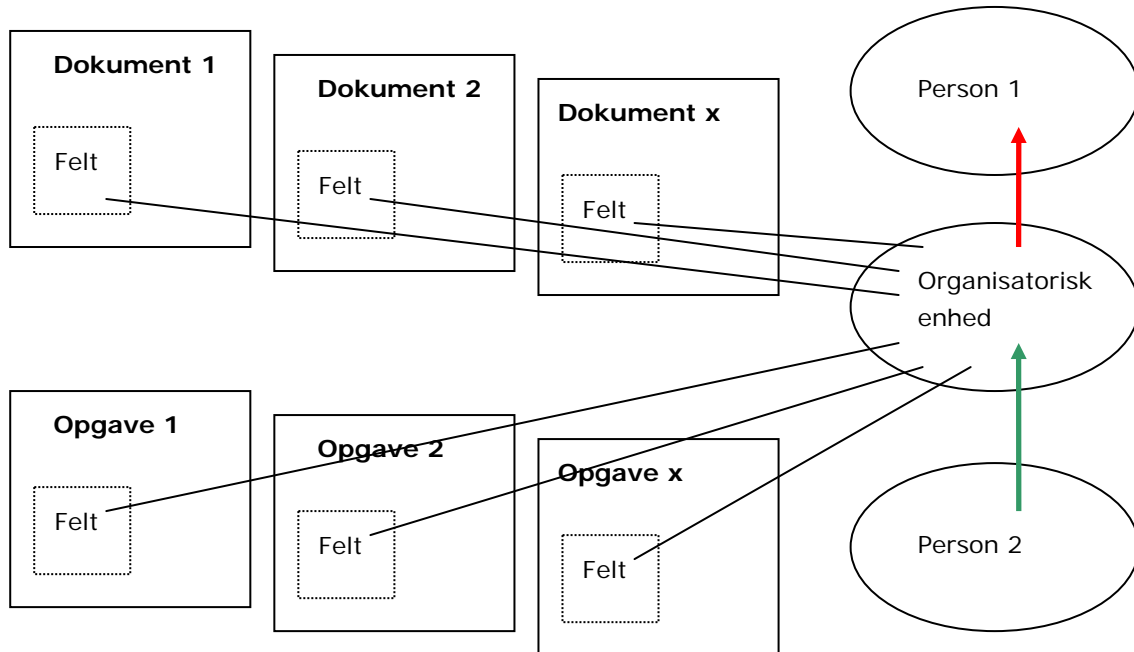 Dokument 1
Felt
Dokument 2
Felt
Dokument x
Felt
Person 1
Organisatorisk
enhed
Opgave 1
Felt
Opgave 2
Felt
Opgave x
Felt
Person 2